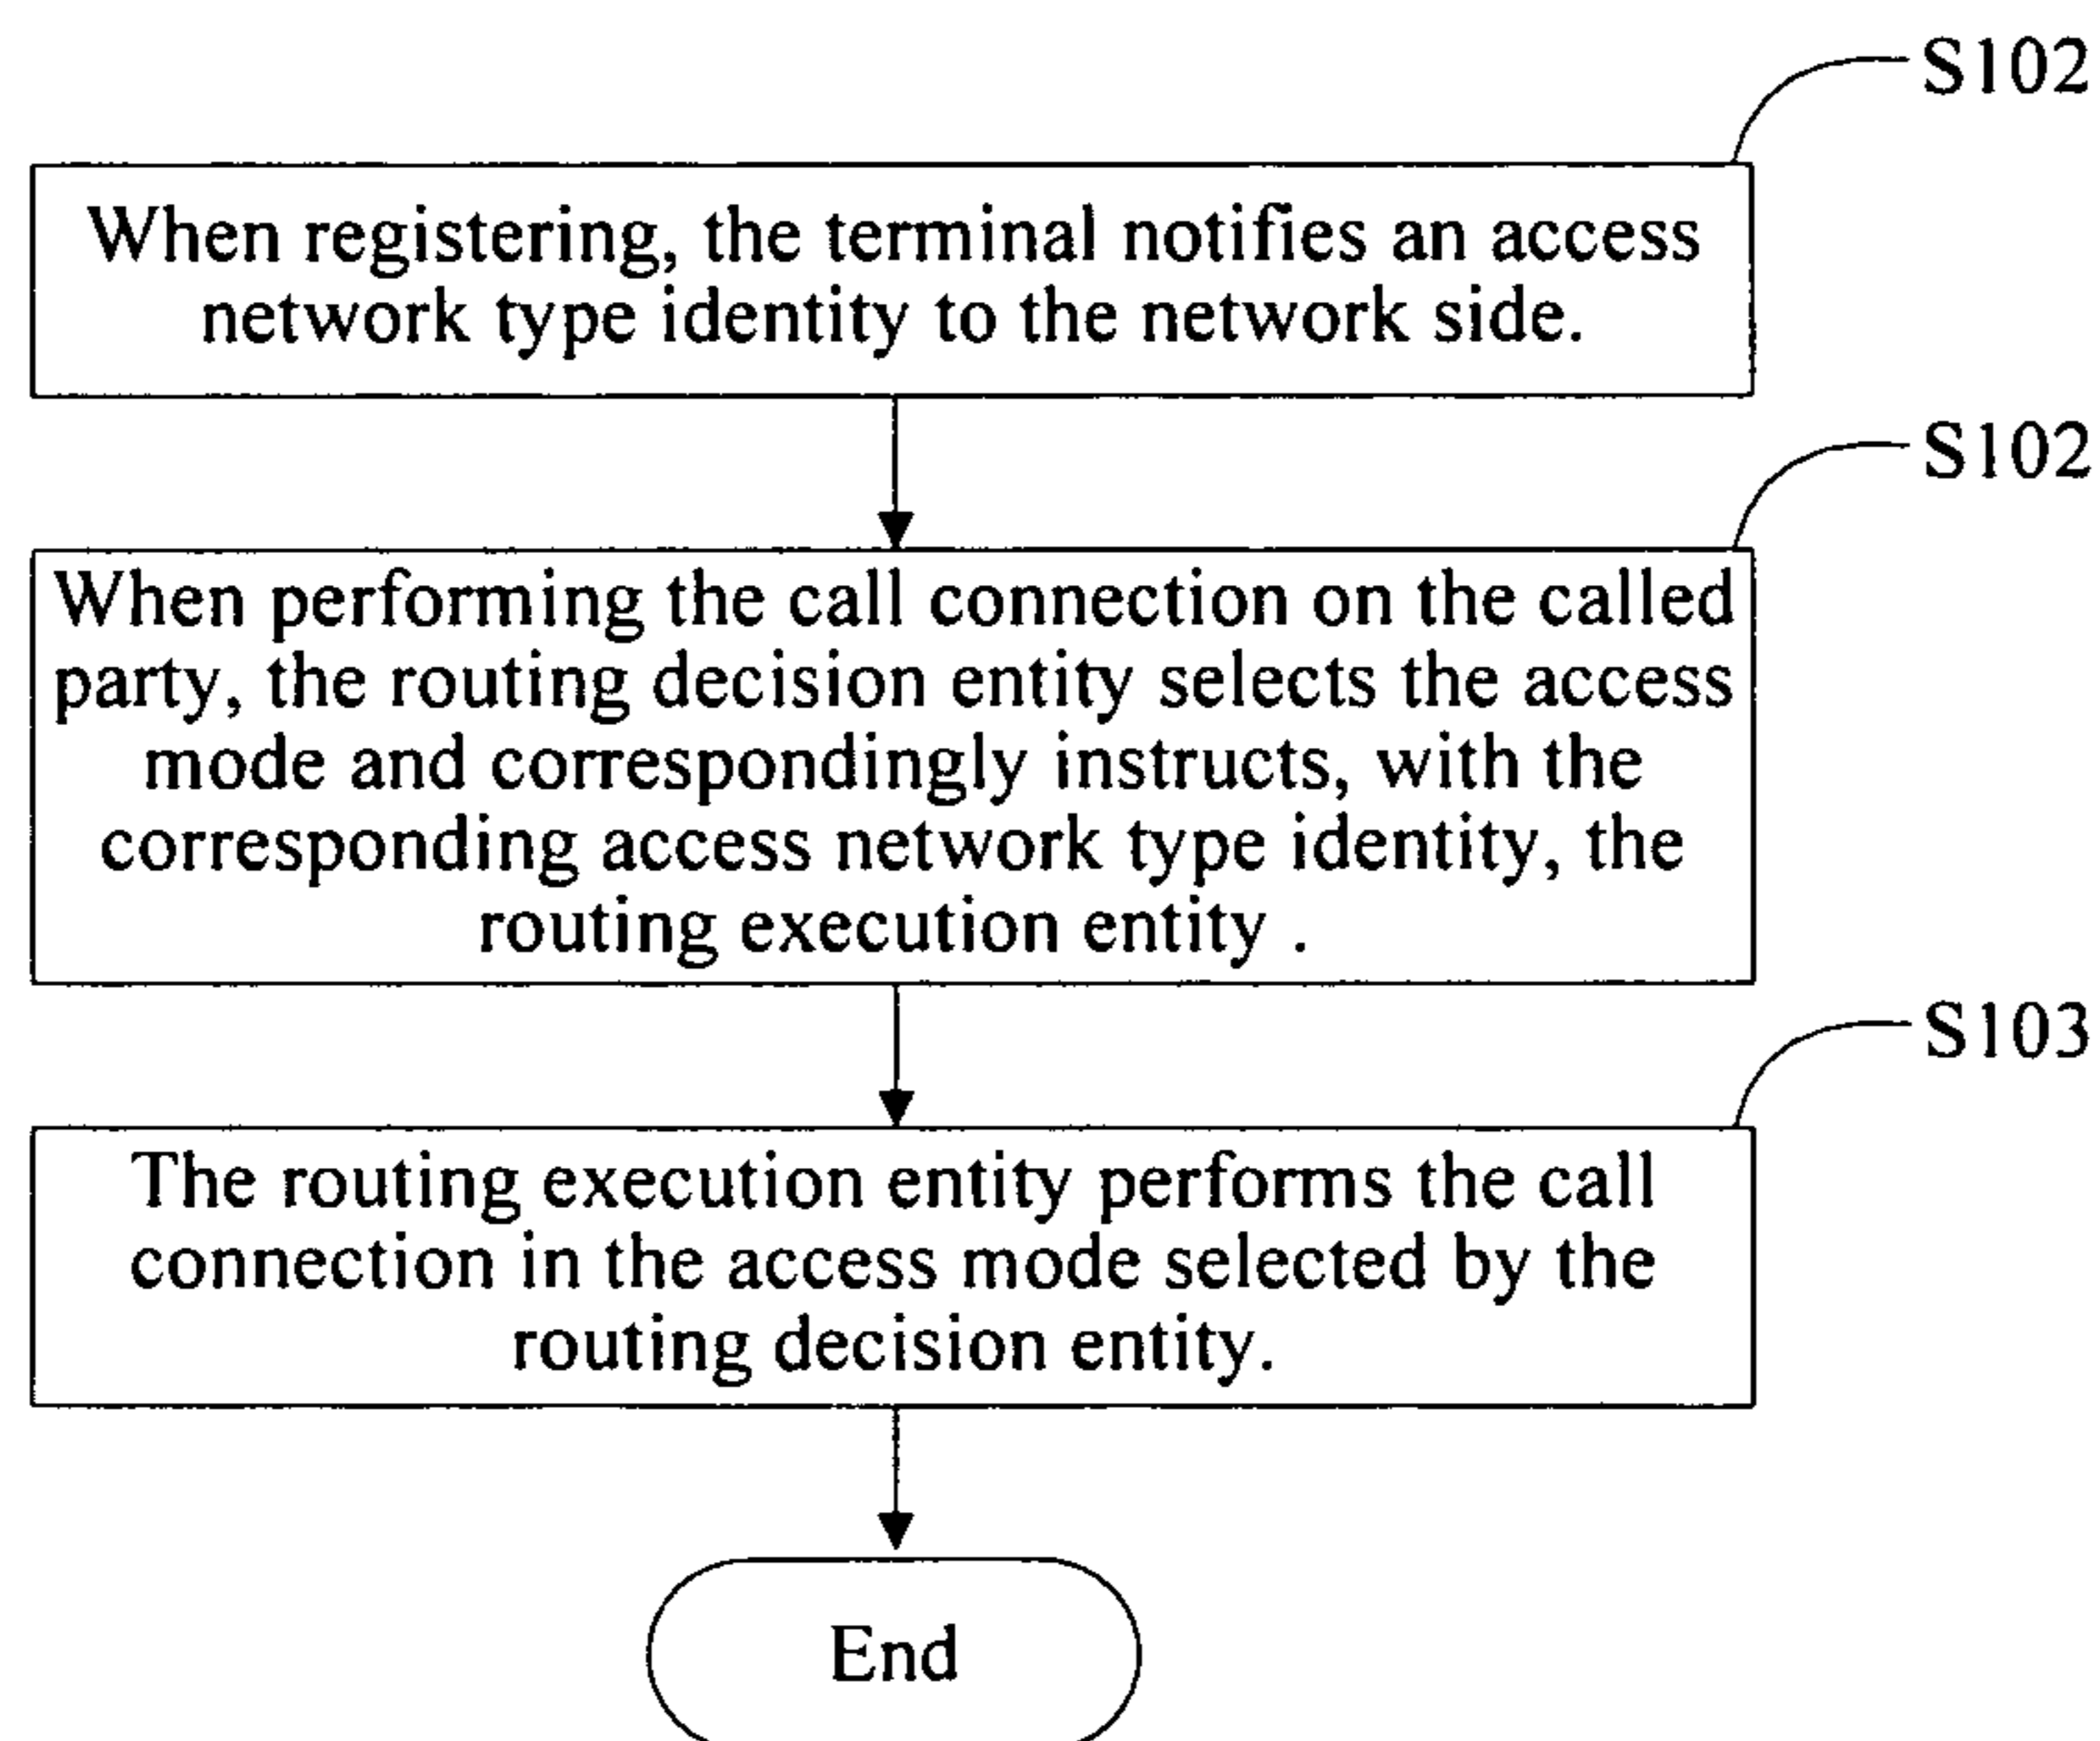 S102
When registering, the terminal notifies an access
network type identity to the network side.
S102
When performing the call connection on the called
party, the routing decision entity selects the access
mode and correspondingly instructs, with the
corresponding access network type identity, the
routing execution entity .
S103
The routing execution entity performs the call
connection in the access mode selected by the
routing decision entity.
End